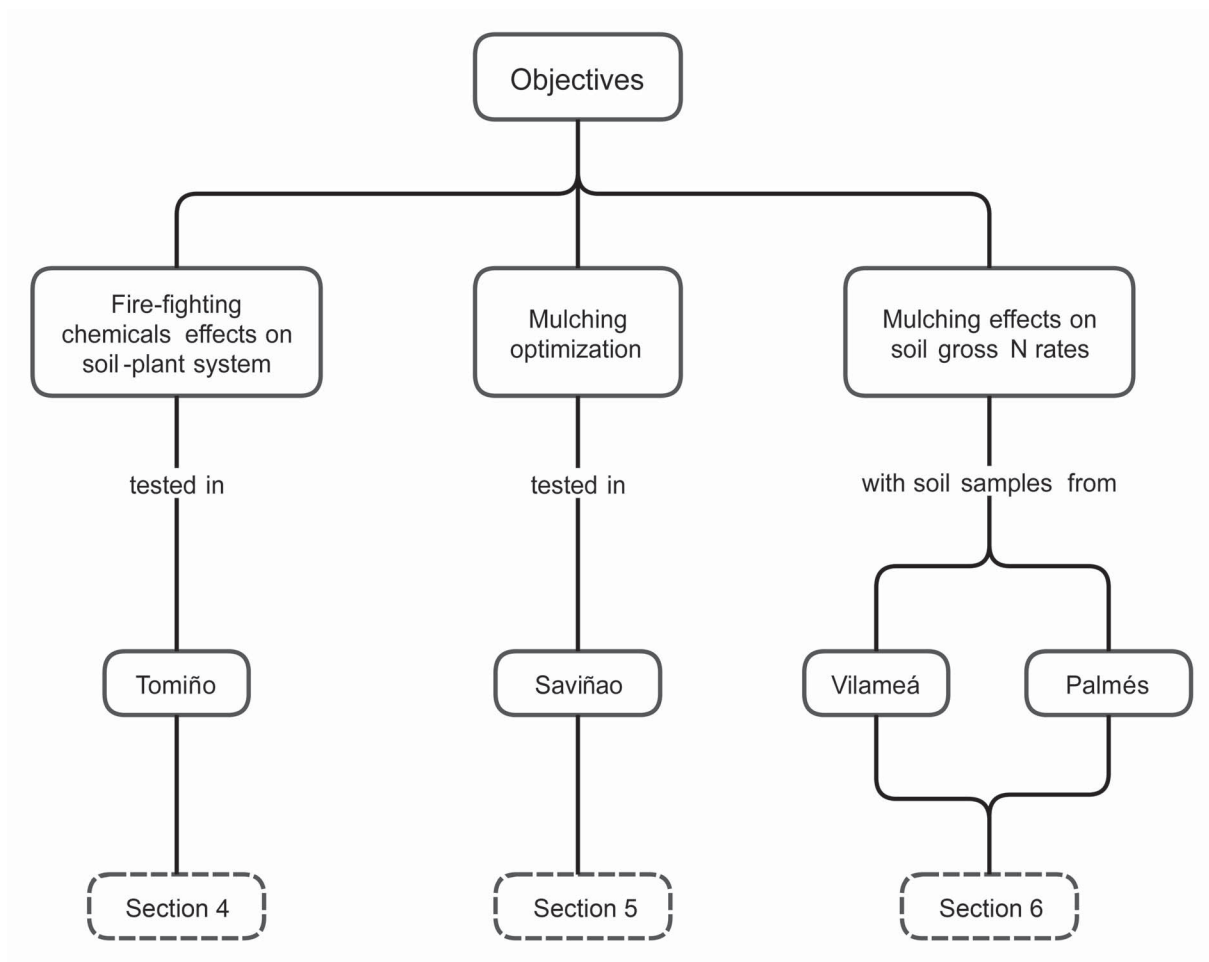 Objectives
Fire-fighting
chemicals effects on
soil-plant system
Mulching
optimization
Mulching effects on
soil gross N rates
tested in
tested in
with soil samples from
Tomiño
Saviñao
Vilameá
Palmés
Section 4
Section 5
Section 6